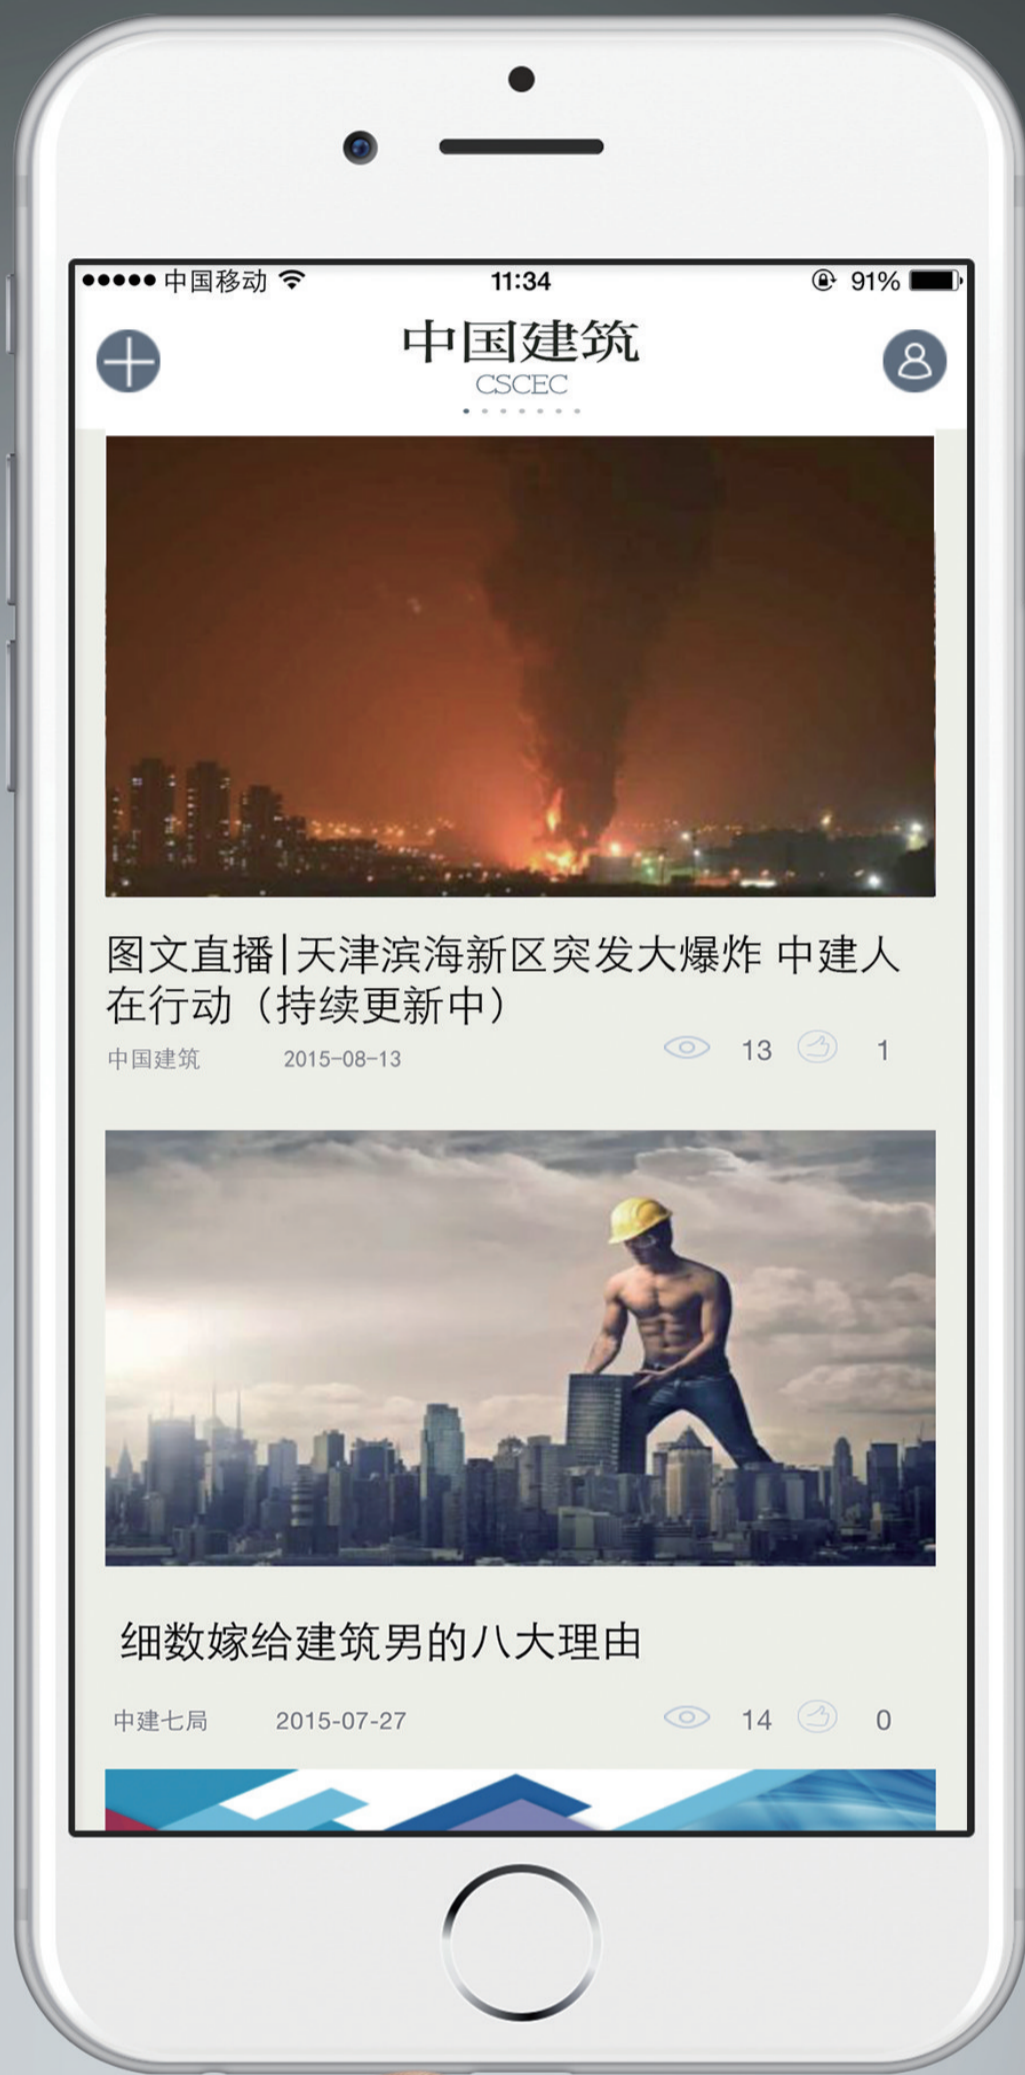 中国移动 11:34 91%
中国建筑
CSCEC
图文直播|天津滨海新区突发大爆炸 中建人
在行动（持续更新中）
中国建筑 2015-08-13 13 1
细数嫁给建筑男的八大理由
中建七局 2015-07-27 14 0